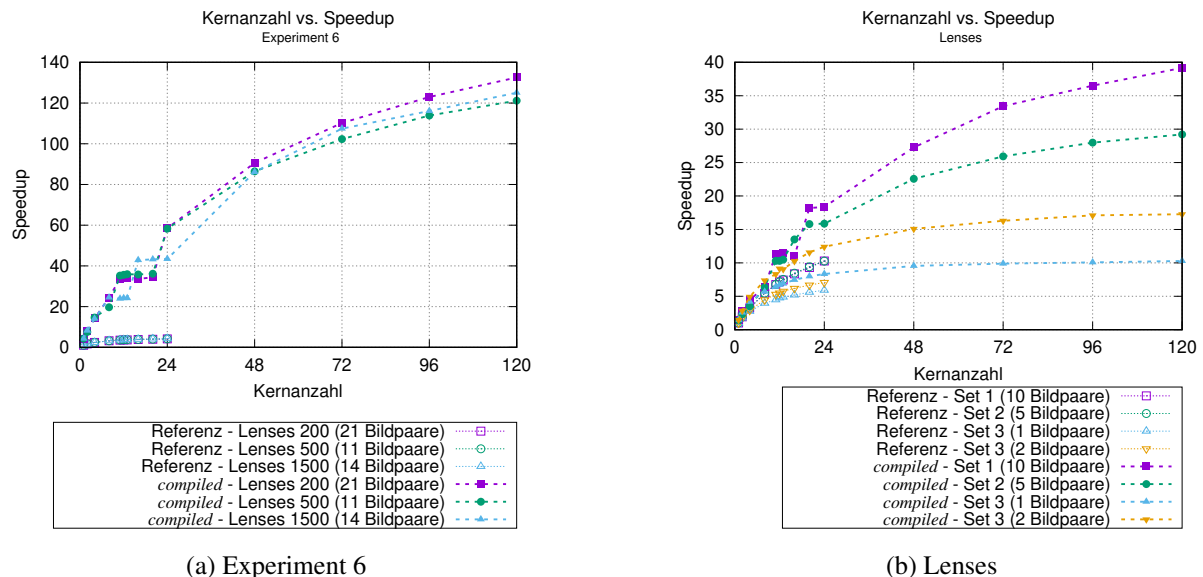 Kernanzahl vs. Speedup
Experiment 6
140
120
100
80
60
40
20
0
Speedup
0 24 48 72 96 120
Kernanzahl
Referenz - Lenses 200 (21 Bildpaare)
Referenz - Lenses 500 (11 Bildpaare)
Referenz - Lenses 1500 (14 Bildpaare)
compiled - Lenses 200 (21 Bildpaare)
compiled - Lenses 500 (11 Bildpaare)
compiled - Lenses 1500 (14 Bildpaare)
(a) Experiment 6
Kernanzahl vs. Speedup
Lenses
40
35
30
25
20
15
10
5
0
Speedup
0 24 48 72 96 120
Kernanzahl
Referenz - Set 1 (10 Bildpaare)
Referenz - Set 2 (5 Bildpaare)
Referenz - Set 3 (1 Bildpaare)
Referenz - Set 3 (2 Bildpaare)
compiled - Set 1 (10 Bildpaare)
compiled - Set 2 (5 Bildpaare)
compiled - Set 3 (1 Bildpaare)
compiled - Set 3 (2 Bildpaare)
(b) Lenses